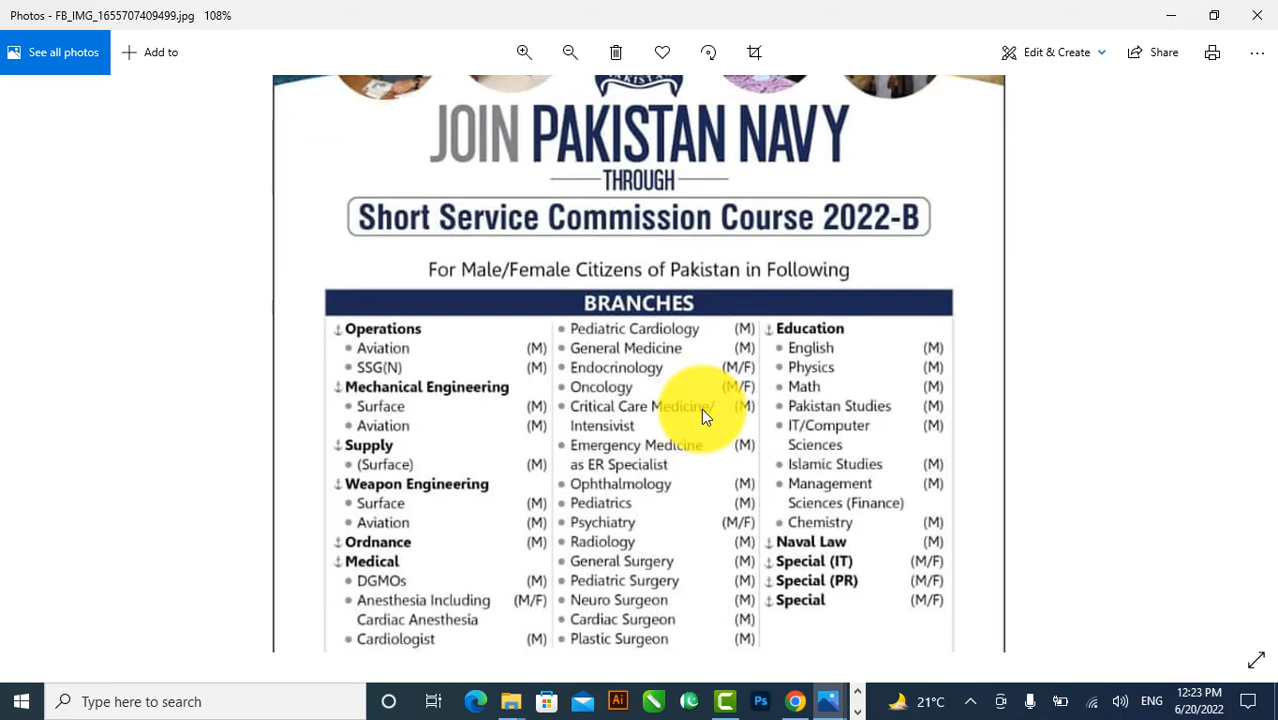 Photos - FB_IMG_1655707409499.jpg 108%
See all photos
Add to
Edit & Create
Share
PAKISTAN
JOIN PAKISTAN NAVY
THROUGH
Short Service Commission Course 2022-B
For Male/Female Citizens of Pakistan in Following
BRANCHES
Operations
Aviation (M)
SSG(N) (M)
Mechanical Engineering
Surface (M)
Aviation (M)
Supply
(Surface) (M)
Weapon Engineering
Surface (M)
Aviation (M)
Ordnance (M)
Medical
DGMOs (M)
Anesthesia Including (M/F)
Cardiac Anesthesia
Cardiologist (M)
Pediatric Cardiology (M)
General Medicine (M)
Endocrinology (M/F)
Oncology (M/F)
Critical Care Medicine/ (M)
Intensivist
Emergency Medicine (M)
as ER Specialist
Ophthalmology (M)
Pediatrics (M)
Psychiatry (M/F)
Radiology (M)
General Surgery (M)
Pediatric Surgery (M)
Neuro Surgeon (M)
Cardiac Surgeon (M)
Plastic Surgeon (M)
Education
English (M)
Physics (M)
Math (M)
Pakistan Studies (M)
IT/Computer (M)
Sciences
Islamic Studies (M)
Management (M)
Sciences (Finance)
Chemistry (M)
Naval Law (M)
Special (IT) (M/F)
Special (PR) (M/F)
Special (M/F)
Type here to search
Ai
Ps
21°C
ENG
12:23 PM
6/20/2022